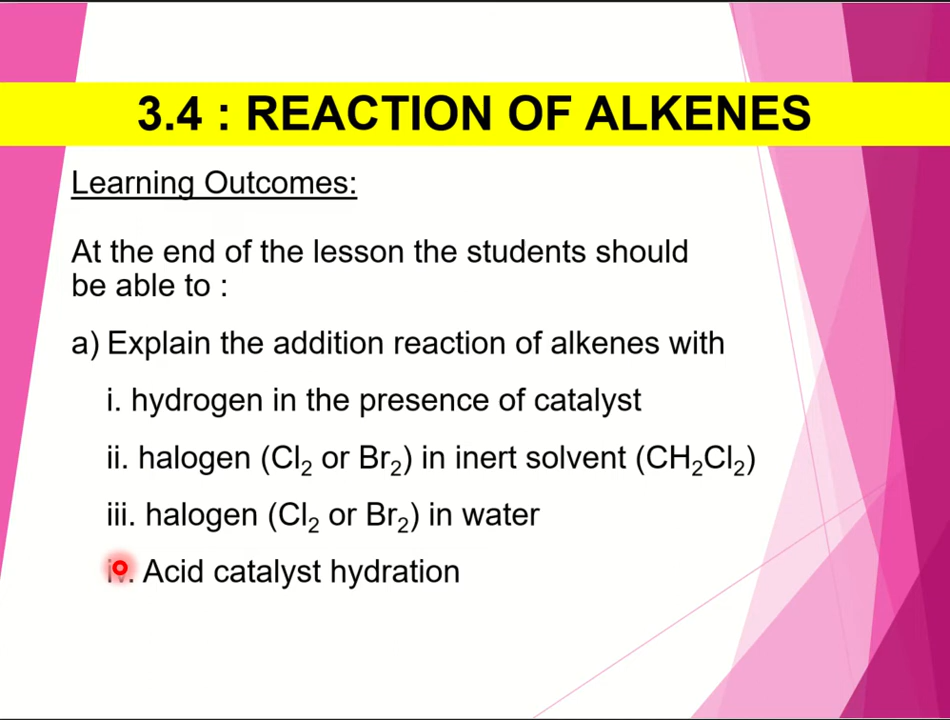 3.4 : REACTION OF ALKENES
Learning Outcomes:
At the end of the lesson the students should
be able to :
a) Explain the addition reaction of alkenes with
i. hydrogen in the presence of catalyst
ii. halogen (Cl₂ or Br₂) in inert solvent (CH₂Cl₂)
iii. halogen (Cl₂ or Br₂) in water
iv. Acid catalyst hydration